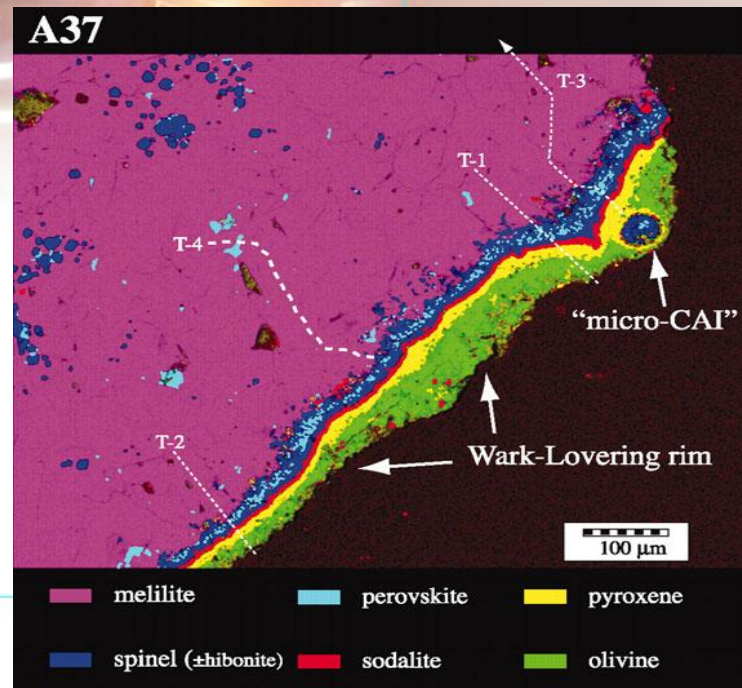 A37
T-3
T-1
T-4
"micro-CAI"
T-2
Wark-Lovering rim
100 µm
melilite
perovskite
pyroxene
spinel (±hibonite)
sodalite
olivine